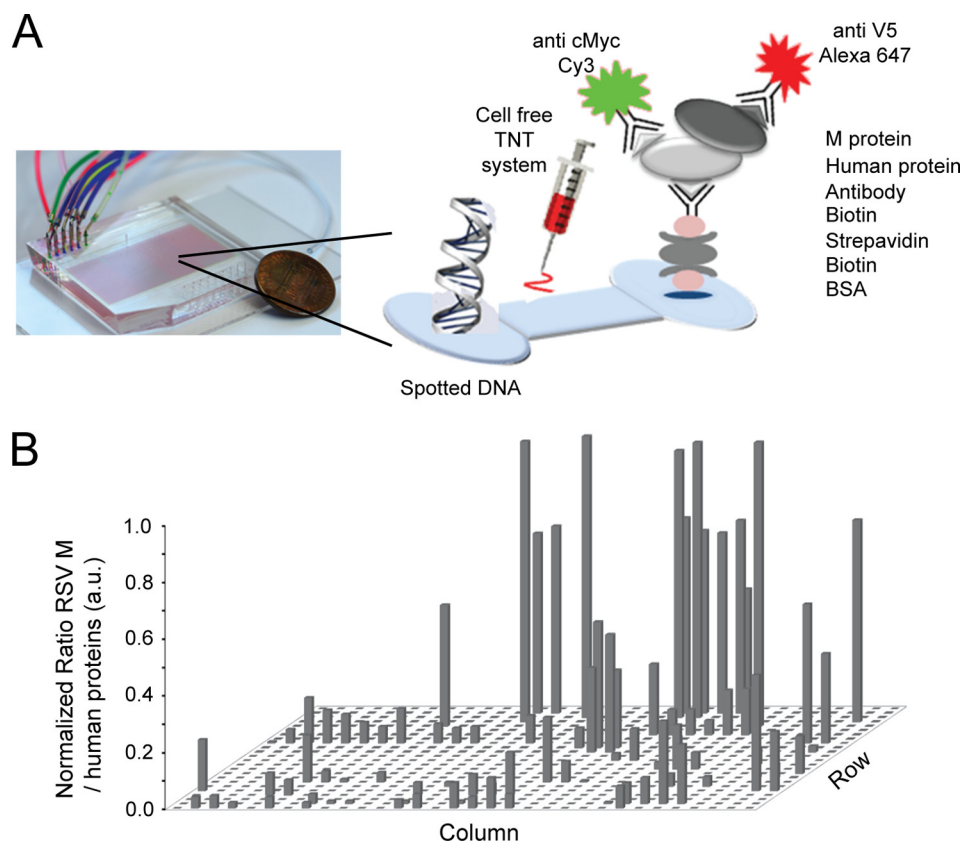 A
anti cMyc
Cy3
anti V5
Alexa 647
Cell free
TNT
system
M protein
Human protein
Antibody
Biotin
Strepavidin
Biotin
BSA
Spotted DNA
B
Normalized Ratio RSV M
/ human proteins (a.u.)
1.0
0.8
0.6
0.4
0.2
0.0
Row
Column